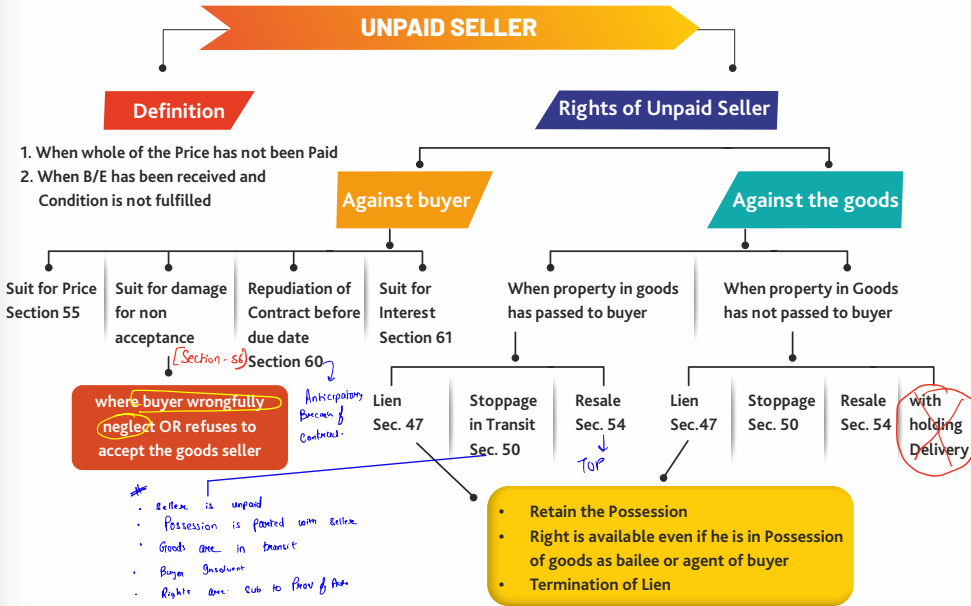 UNPAID SELLER
Definition
Rights of Unpaid Seller
1. When whole of the Price has not been Paid
2. When B/E has been received and
Condition is not fulfilled
Against buyer
Against the goods
Suit for Price
Section 55
Suit for damage
for non
acceptance
[Section-56]
Repudiation of
Contract before
due date
Section 60
Suit for
Interest
Section 61
When property in goods
has passed to buyer
When property in Goods
has not passed to buyer
where buyer wrongfully
neglect OR refuses to
accept the goods seller
Anticipatory
Breach of
Contract.
Lien
Sec. 47
Stoppage
in Transit
Sec. 50
Resale
Sec. 54
TOP
Lien
Sec.47
Stoppage
Sec. 50
Resale
Sec. 54
with
holding
Delivery
#
• Seller is unpaid
• Possession is parted with seller
• Goods are in transit
• Buyer Insolvent
• Rights are sub to Prov of
• Retain the Possession
• Right is available even if he is in Possession
of goods as bailee or agent of buyer
• Termination of Lien